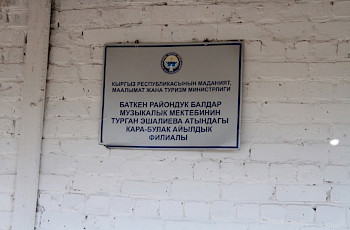 КЫРГЫЗ РЕСПУБЛИКАСЫНЫН МАДАНИЯТ,
МААЛЫМАТ ЖАНА ТУРИЗМ МИНИСТРЛИГИ
БАТКЕН РАЙОНДУК БАЛДАР
МУЗЫКАЛЫК МЕКТЕБИНИН
ТУРГАН ЭШАЛИЕВА АТЫНДАГЫ
КАРА-БУЛАК АЙЫЛДЫК
ФИЛИАЛЫ